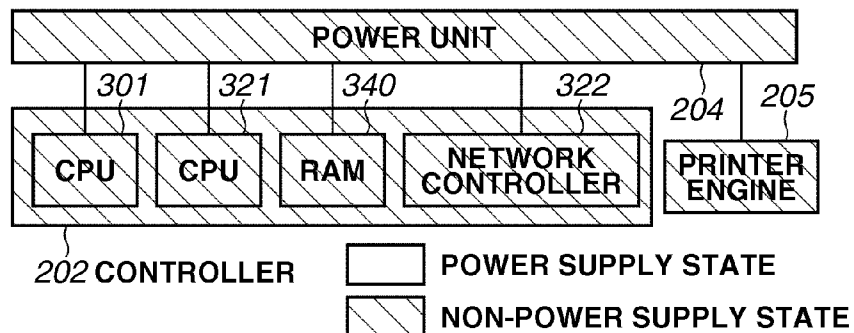 POWER UNIT
301
321
340
322
204
205
CPU
CPU
RAM
NETWORK
CONTROLLER
PRINTER
ENGINE
202 CONTROLLER
POWER SUPPLY STATE
NON-POWER SUPPLY STATE